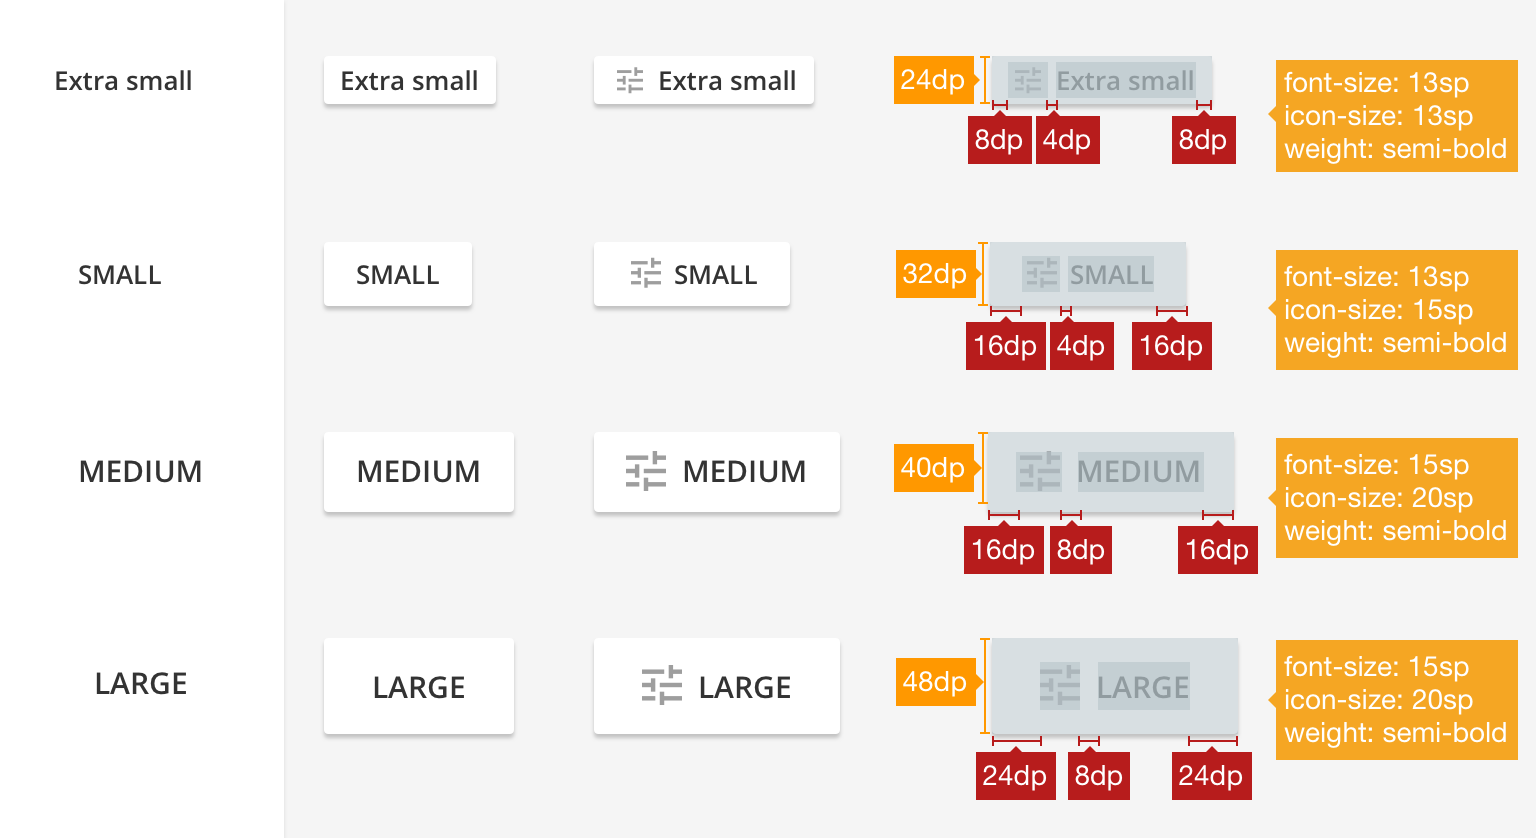 Extra small
Extra small
Extra small
24dp
Extra small
8dp
4dp
8dp
font-size: 13sp
icon-size: 13sp
weight: semi-bold
SMALL
SMALL
SMALL
32dp
SMALL
16dp
4dp
16dp
font-size: 13sp
icon-size: 15sp
weight: semi-bold
MEDIUM
MEDIUM
MEDIUM
40dp
MEDIUM
16dp
8dp
16dp
font-size: 15sp
icon-size: 20sp
weight: semi-bold
LARGE
LARGE
LARGE
48dp
LARGE
24dp
8dp
24dp
font-size: 15sp
icon-size: 20sp
weight: semi-bold